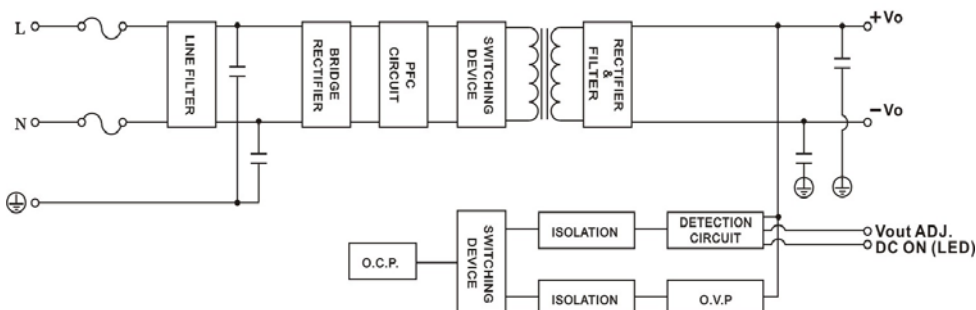 L
N
LINE FILTER
BRIDGE
RECTIFIER
PFC
CIRCUIT
SWITCHING
DEVICE
RECTIFIER
&
FILTER
+Vo
-Vo
O.C.P.
SWITCHING
DEVICE
ISOLATION
DETECTION
CIRCUIT
Vout ADJ.
DC ON (LED)
ISOLATION
O.V.P